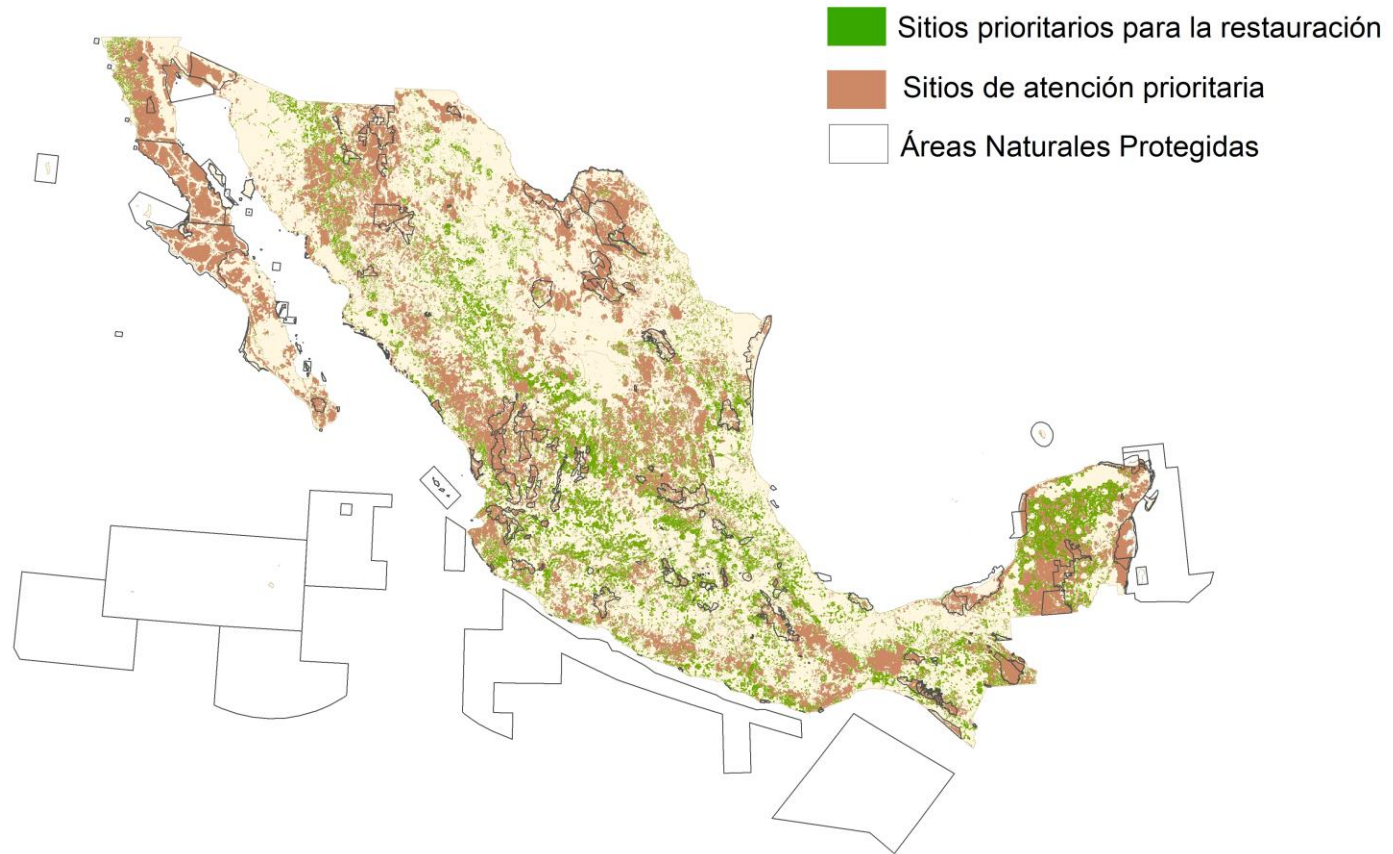 Sitios prioritarios para la restauración
Sitios de atención prioritaria
Áreas Naturales Protegidas